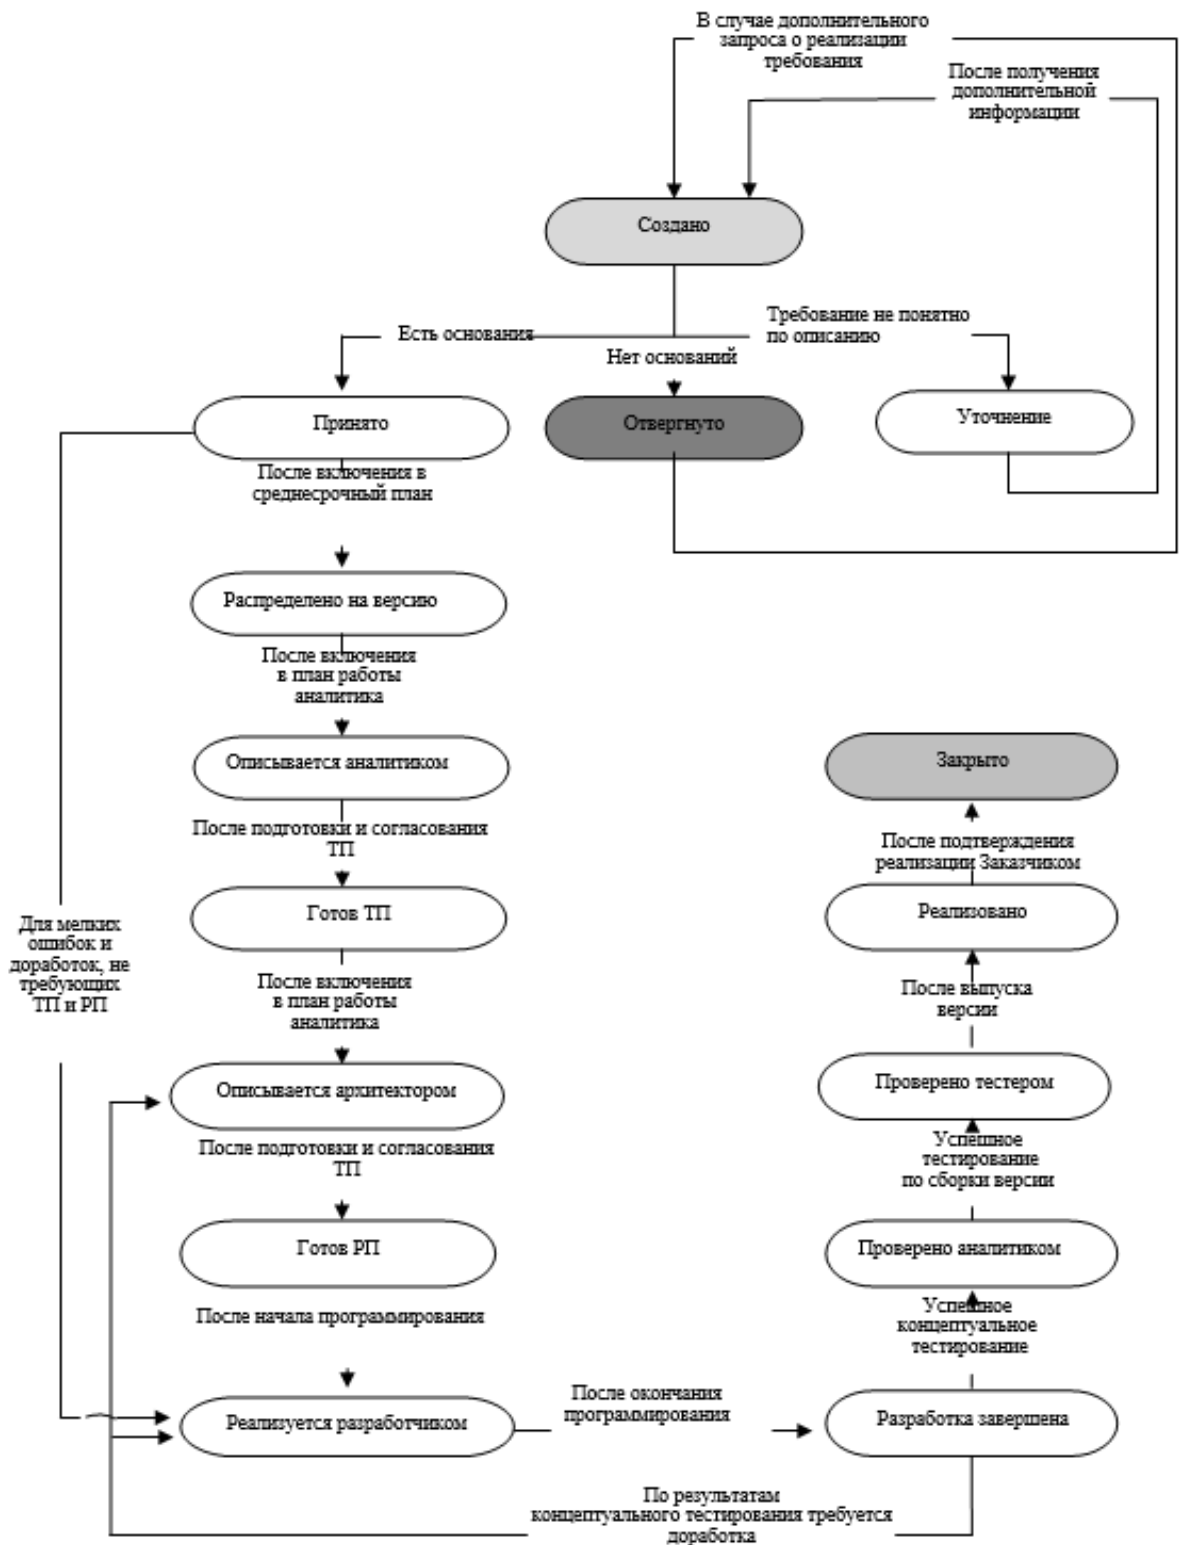 В случае дополнительного
запроса о реализации
требования
После получения
дополнительной
информации
Создано
Есть основания
Нет оснований
Требование не понятно
по описанию
Принято
Отвергнуто
Уточнение
После включения в
среднесрочный план
Распределено на версию
После включения
в план работы
аналитика
Описывается аналитиком
После подготовки и согласования
ТП
Готов ТП
Для мелких
ошибок и
доработок, не
требующих
ТП и РП
После включения
в план работы
аналитика
Описывается архитектором
После подготовки и согласования
ТП
Готов РП
После начала программирования
Реализуется разработчиком
После окончания
программирования
Закрыто
После подтверждения
реализации Заказчиком
Реализовано
После выпуска
версии
Проверено тестером
Успешное
тестирование
по сборки версии
Проверено аналитиком
Успешное
концептуальное
тестирование
Разработка завершена
По результатам
концептуального тестирования требуется
доработка